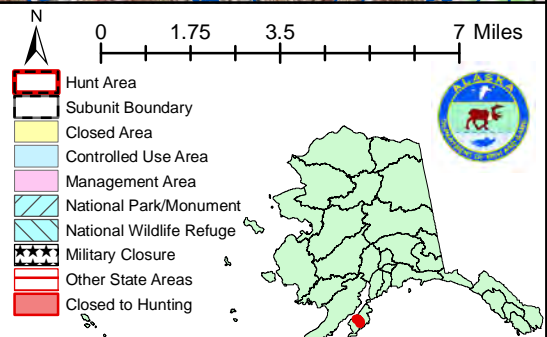 N
0 1.75 3.5 7 Miles
Hunt Area
Subunit Boundary
Closed Area
Controlled Use Area
Management Area
National Park/Monument
National Wildlife Refuge
Military Closure
Other State Areas
Closed to Hunting
ALASKA